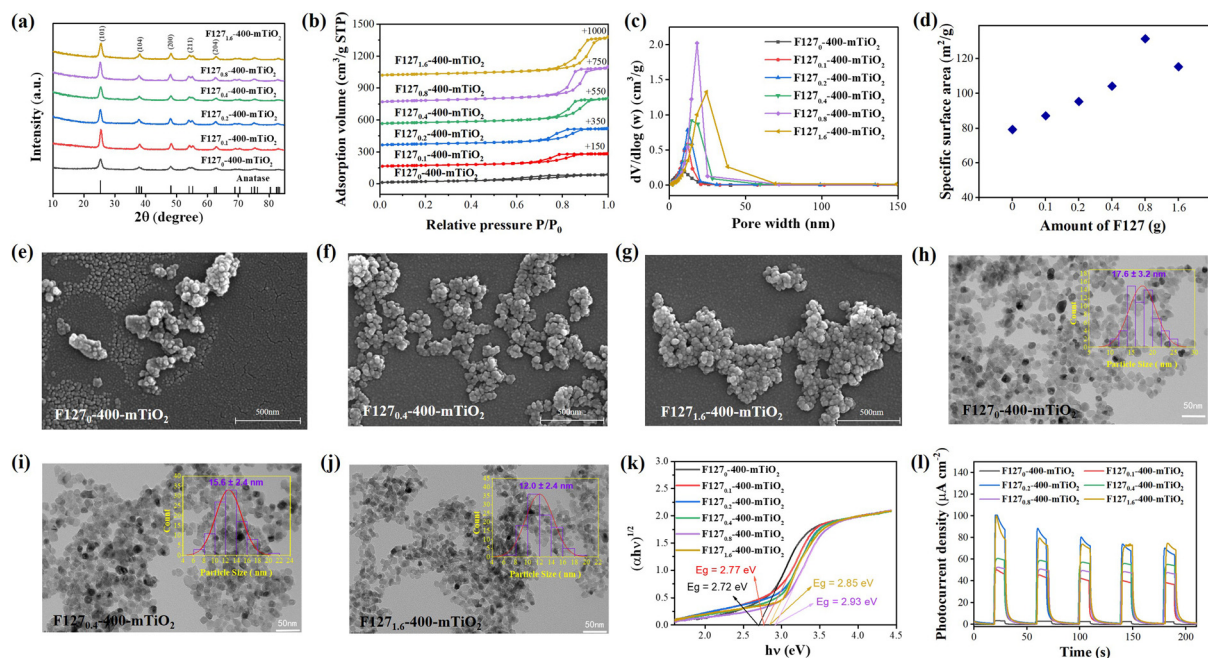 (a)
F127₁.₆-400-mTiO₂
F127₀.₈-400-mTiO₂
F127₀.₁-400-mTiO₂
F127₀.₂-400-mTiO₂
F127₀.₁-400-mTiO₂
F127₀-400-mTiO₂
Anatase
(101)
(104)
(200)
(211)
(204)
Intensity (a.u.)
10 20 30 40 50 60 70 80
2θ (degree)
(b)
F127₁.₆-400-mTiO₂
F127₀.₈-400-mTiO₂
F127₀.₄-400-mTiO₂
F127₀.₂-400-mTiO₂
F127₀.₁-400-mTiO₂
F127₀-400-mTiO₂
+1000
+750
+550
+350
+150
Adsorption volume (cm³/g STP)
1500
1200
900
600
300
0
0.0 0.2 0.4 0.6 0.8 1.0
Relative pressure P/P₀
(c)
F127₀-400-mTiO₂
F127₀.₁-400-mTiO₂
F127₀.₂-400-mTiO₂
F127₀.₄-400-mTiO₂
F127₀.₈-400-mTiO₂
F127₁.₆-400-mTiO₂
dV/dlog (w) (cm³/g)
2.0
1.5
1.0
0.5
0.0
0 50 100 150
Pore width (nm)
(d)
Specific surface area (m²/g)
140
120
100
80
60
40
0 0.1 0.2 0.4 0.8 1.6
Amount of F127 (g)
(e)
F127₀-400-mTiO₂
500nm
(f)
F127₀.₄-400-mTiO₂
500nm
(g)
F127₁.₆-400-mTiO₂
500nm
(h)
17.6 ± 3.2 nm
Count
Particle Size ( nm )
F127₀-400-mTiO₂
50nm
(i)
15.6 ± 2.4 nm
Count
4 6 8 10 12 14 16 18 20 22 24
Particle Size ( nm )
F127₀.₄-400-mTiO₂
50nm
(j)
12.0 ± 2.4 nm
Count
Particle Size ( nm )
F127₁.₆-400-mTiO₂
50nm
(k)
F127₀-400-mTiO₂
F127₀.₁-400-mTiO₂
F127₀.₂-400-mTiO₂
F127₀.₄-400-mTiO₂
F127₀.₈-400-mTiO₂
F127₁.₆-400-mTiO₂
Eg = 2.77 eV
Eg = 2.72 eV
Eg = 2.85 eV
Eg = 2.93 eV
(αhν)¹/²
3.0
2.5
2.0
1.5
1.0
0.5
0.0
2.0 2.5 3.0 3.5 4.0 4.5
hν (eV)
(l)
F127₀-400-mTiO₂ F127₀.₁-400-mTiO₂
F127₀.₂-400-mTiO₂ F127₀.₄-400-mTiO₂
F127₀.₈-400-mTiO₂ F127₁.₆-400-mTiO₂
Photocurrent density (μA cm⁻²)
160
140
120
100
80
60
40
20
0
0 50 100 150 200
Time (s)